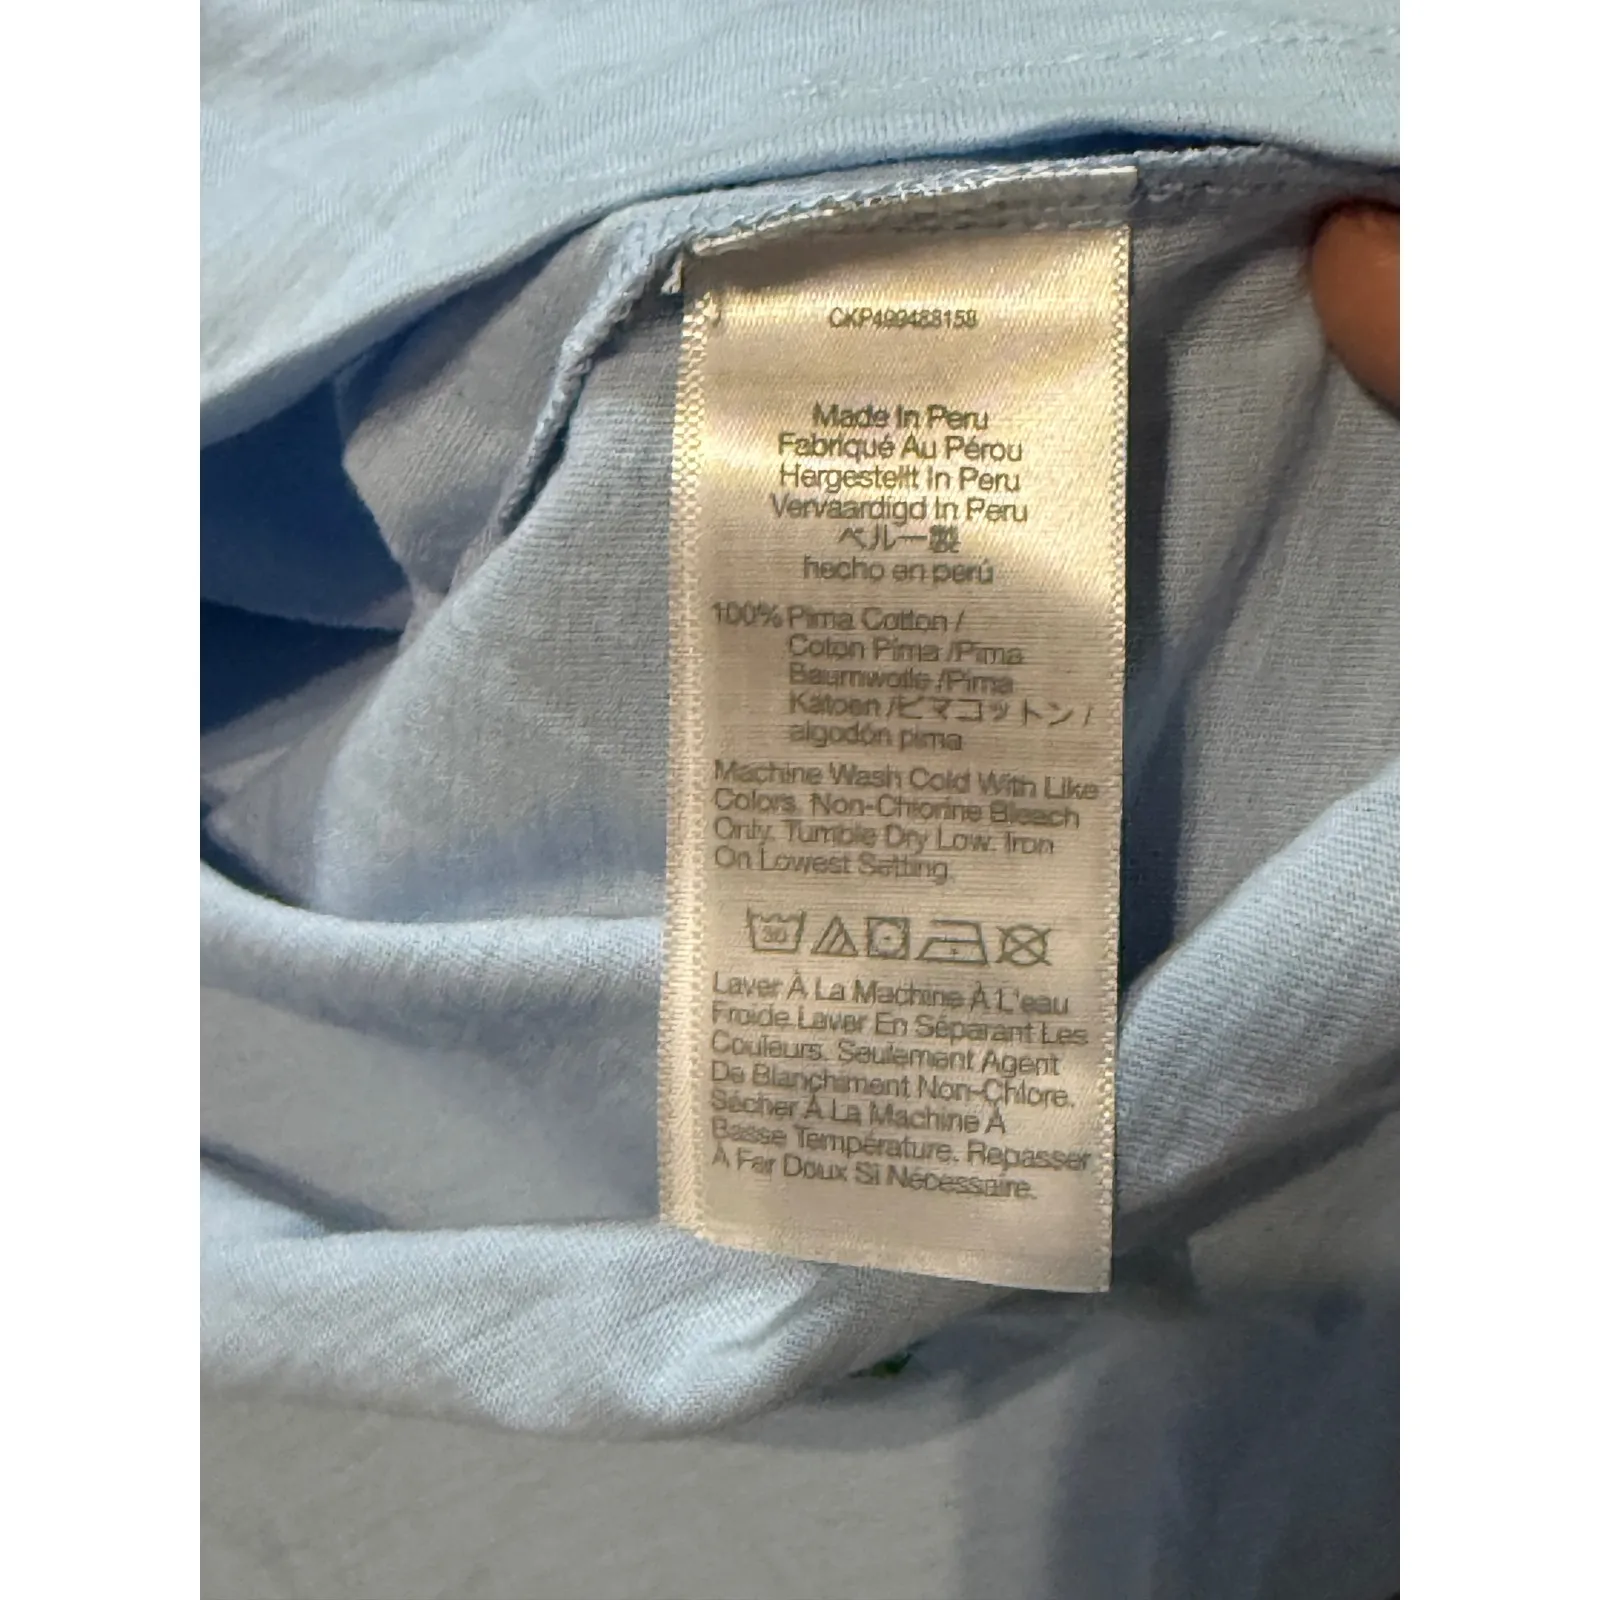 CKP499488158
Made In Peru
Fabriqué Au Pérou
Hergestellt In Peru
Vervaardigd In Peru
ペルー製
hecho en perú
100% Pima Cotton /
Coton Pima /Pima
Baumwolle /Pima
Katoen /ピマコットン /
algodón pima
Machine Wash Cold With Like
Colors. Non-Chlorine Bleach
Only. Tumble Dry Low. Iron
On Lowest Setting.
30
Laver À La Machine À L'eau
Froide Laver En Séparant Les
Couleurs. Seulement Agent
De Blanchiment Non-Chlore.
Sécher À La Machine À
Basse Température. Repasser
À Fer Doux Si Nécessaire.